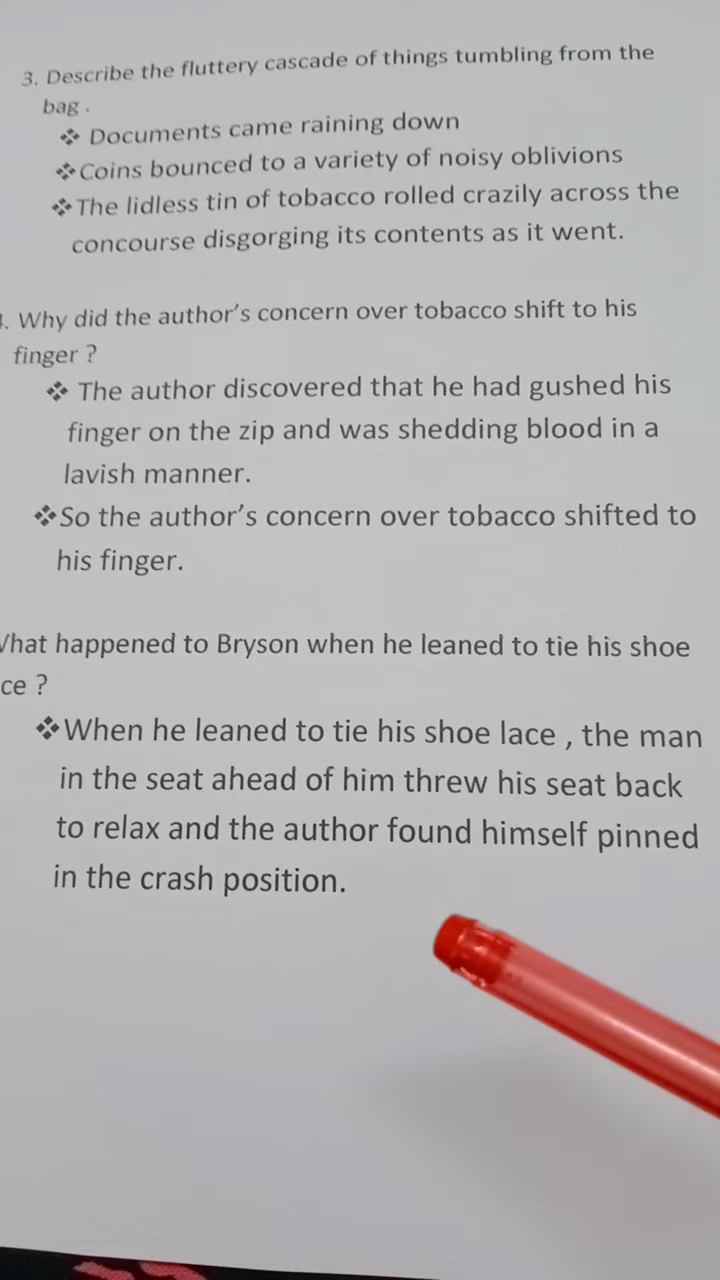 3. Describe the fluttery cascade of things tumbling from the
bag .
❖ Documents came raining down
❖Coins bounced to a variety of noisy oblivions
❖The lidless tin of tobacco rolled crazily across the
concourse disgorging its contents as it went.
. Why did the author's concern over tobacco shift to his
finger ?
❖ The author discovered that he had gushed his
finger on the zip and was shedding blood in a
lavish manner.
❖So the author's concern over tobacco shifted to
his finger.
hat happened to Bryson when he leaned to tie his shoe
ce ?
❖When he leaned to tie his shoe lace , the man
in the seat ahead of him threw his seat back
to relax and the author found himself pinned
in the crash position.